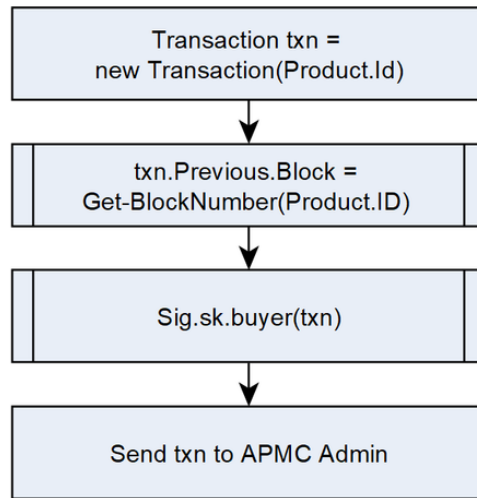 Transaction txn =
new Transaction(Product.Id)
txn.Previous.Block =
Get-BlockNumber(Product.ID)
Sig.sk.buyer(txn)
Send txn to APMC Admin